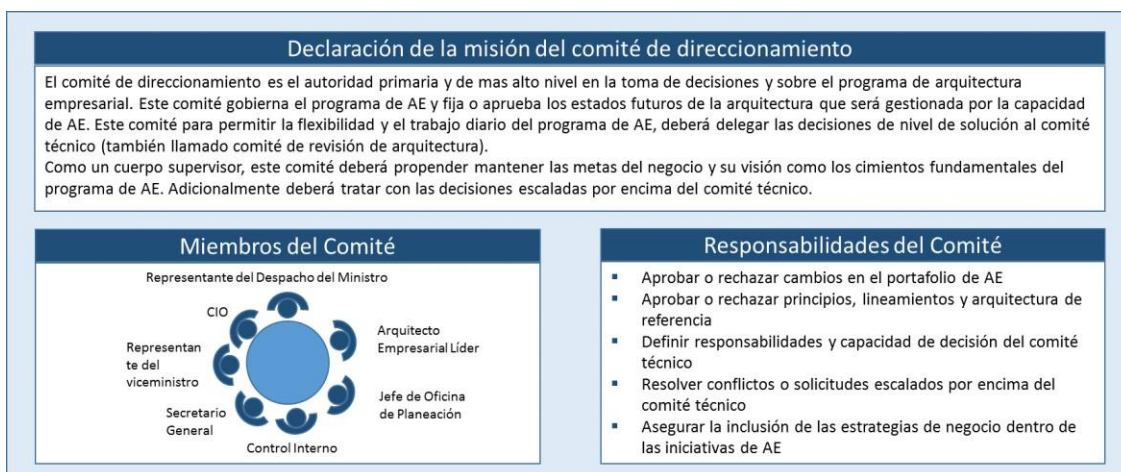 Declaración de la misión del comité de direccionamiento
El comité de direccionamiento es el autoridad primaria y de mas alto nivel en la toma de decisiones y sobre el programa de arquitectura
empresarial. Este comité gobierna el programa de AE y fija o aprueba los estados futuros de la arquitectura que será gestionada por la capacidad
de AE. Este comité para permitir la flexibilidad y el trabajo diario del programa de AE, deberá delegar las decisiones de nivel de solución al comité
técnico (también llamado comité de revisión de arquitectura).
Como un cuerpo supervisor, este comité deberá propender mantener las metas del negocio y su visión como los cimientos fundamentales del
programa de AE. Adicionalmente deberá tratar con las decisiones escaladas por encima del comité técnico.
Miembros del Comité
Representante del Despacho del Ministro
CIO
Arquitecto
Empresarial Líder
Representan
te del
viceministro
Jefe de Oficina
de Planeación
Secretario
General
Control Interno
Responsabilidades del Comité
▪ Aprobar o rechazar cambios en el portafolio de AE
▪ Aprobar o rechazar principios, lineamientos y arquitectura de
referencia
▪ Definir responsabilidades y capacidad de decisión del comité
técnico
▪ Resolver conflictos o solicitudes escalados por encima del
comité técnico
▪ Asegurar la inclusión de las estrategias de negocio dentro de
las iniciativas de AE